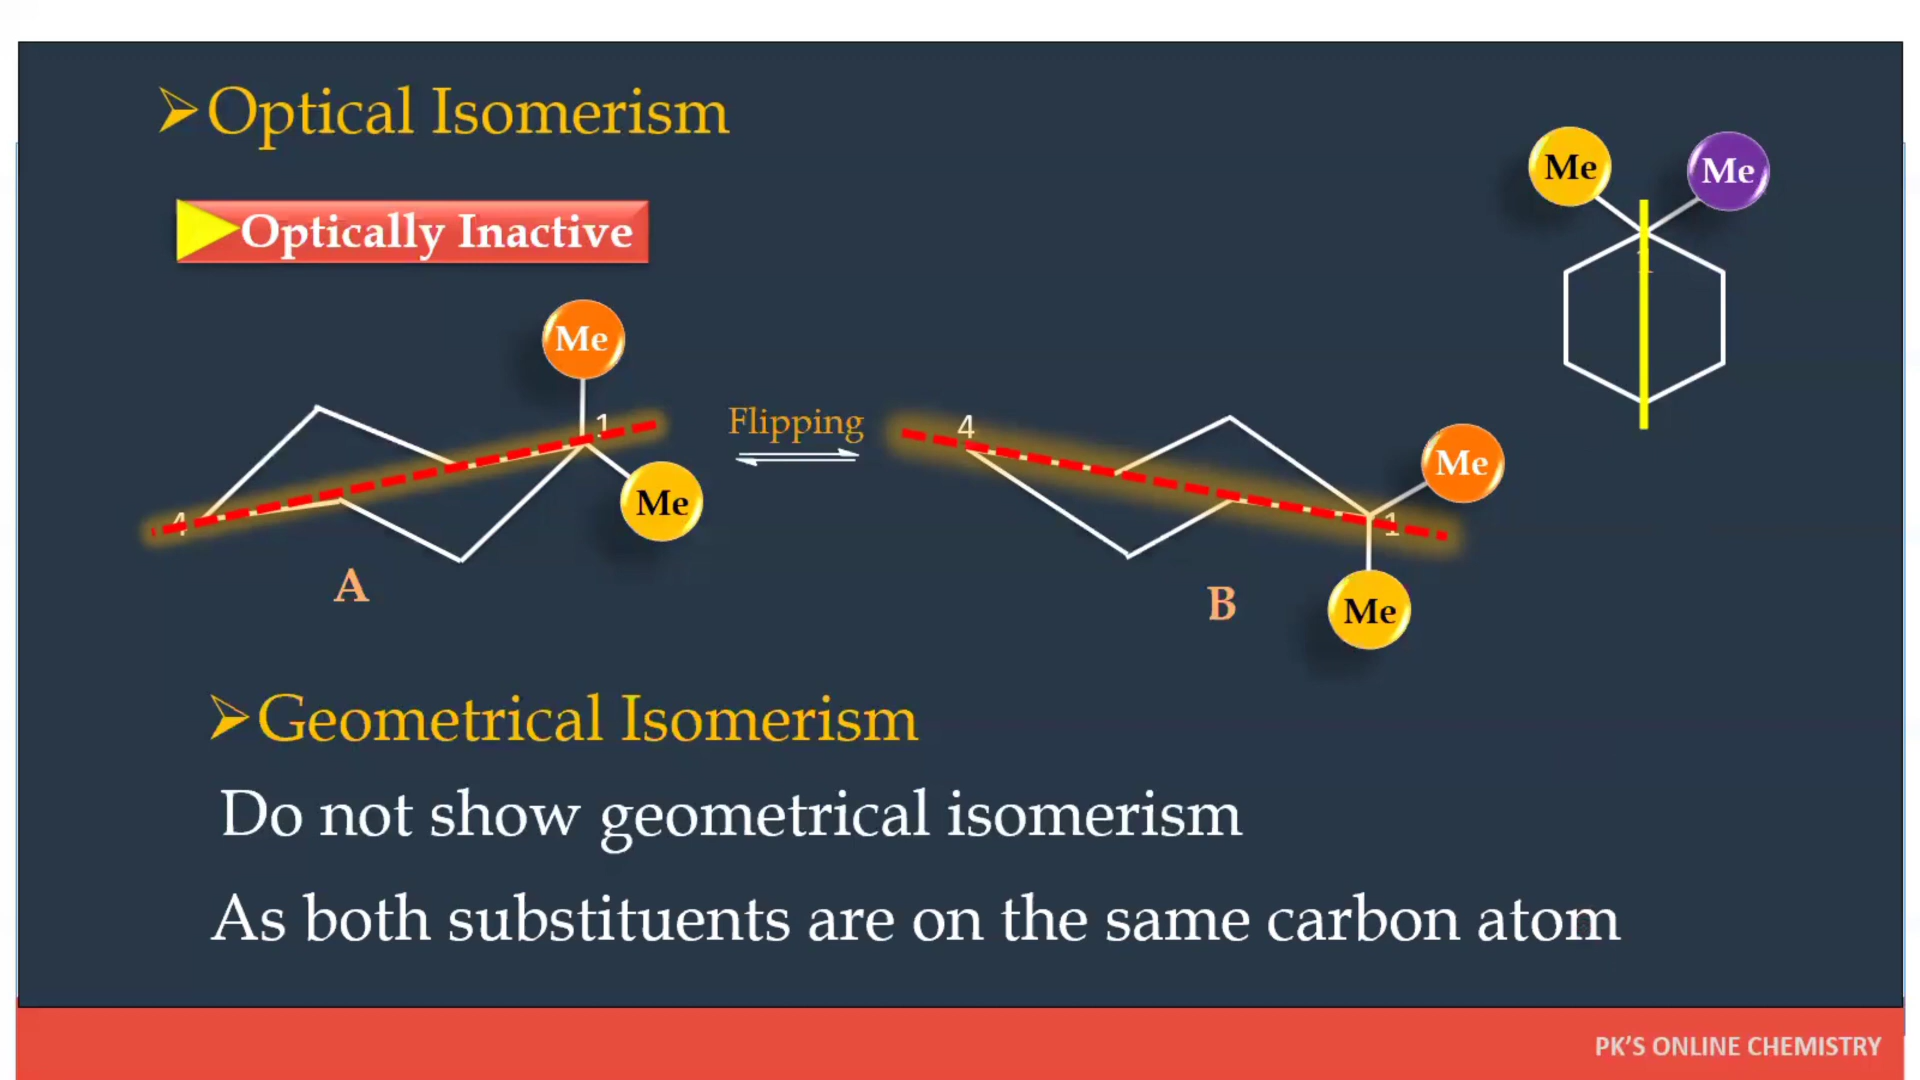 Optical Isomerism
Optically Inactive
Me
Me
1
Me
1
4
Me
A
Flipping
4
Me
1
Me
B
Geometrical Isomerism
Do not show geometrical isomerism
As both substituents are on the same carbon atom
PK'S ONLINE CHEMISTRY